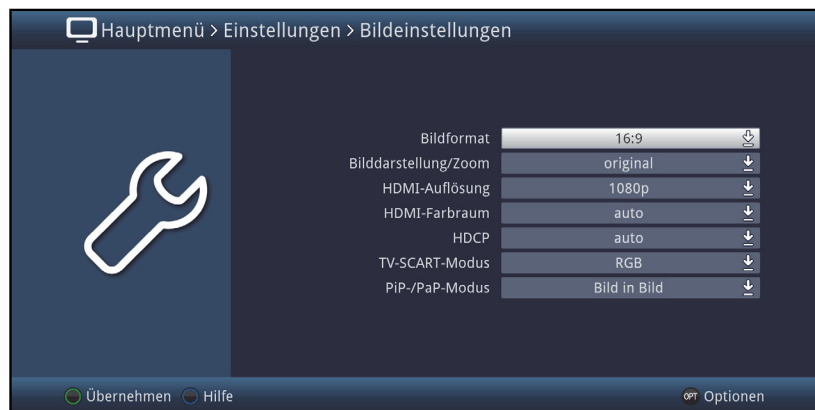 Hauptmenü > Einstellungen > Bildeinstellungen
Bildformat 16:9
Bilddarstellung/Zoom original
HDMI-Auflösung 1080p
HDMI-Farbraum auto
HDCP auto
TV-SCART-Modus RGB
PiP-/PaP-Modus Bild in Bild
Übernehmen Hilfe OPT Optionen